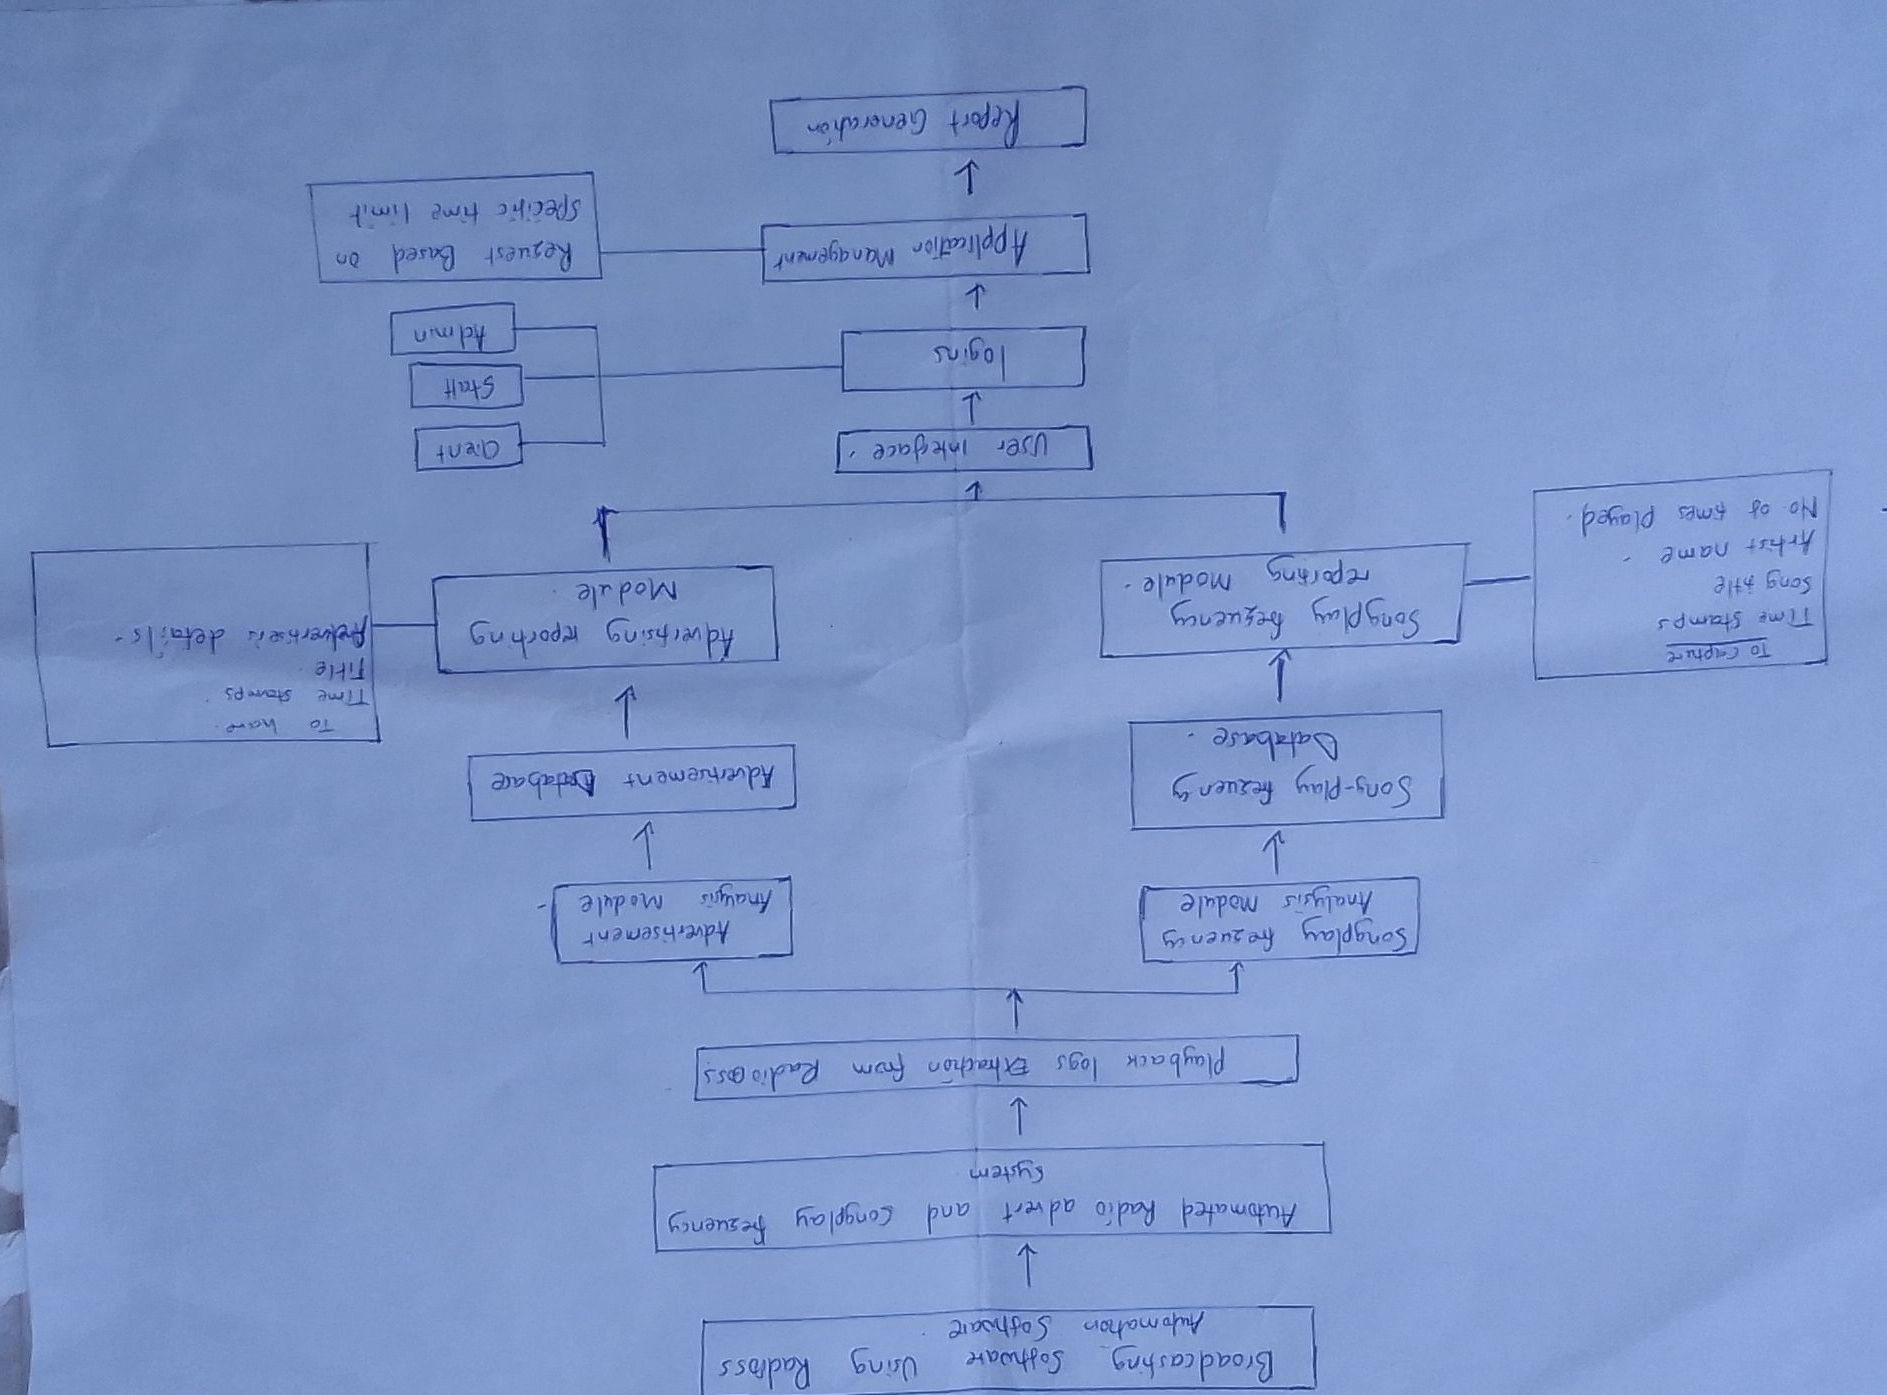 Broadcasting Software Using Radioss
Automation Software.
Automated Radio advert and songplay frequency
system
Playback logs Extraction from Radioboss
Songplay frequency
Analysis Module
Advertisement
Analysis Module
Song-Play frequency
Database.
Advertisement Database
To have.
Time stamps
Title
Advertiser's details.
To Capture
Time stamps
Song title
Artist name
No. of times played.
Songplay frequency
reporting Module.
Advertising reporting
Module.
User interface.
Client
logins
Staff
Admin
Application Management
Request Based on
specific time limit
Report Generation